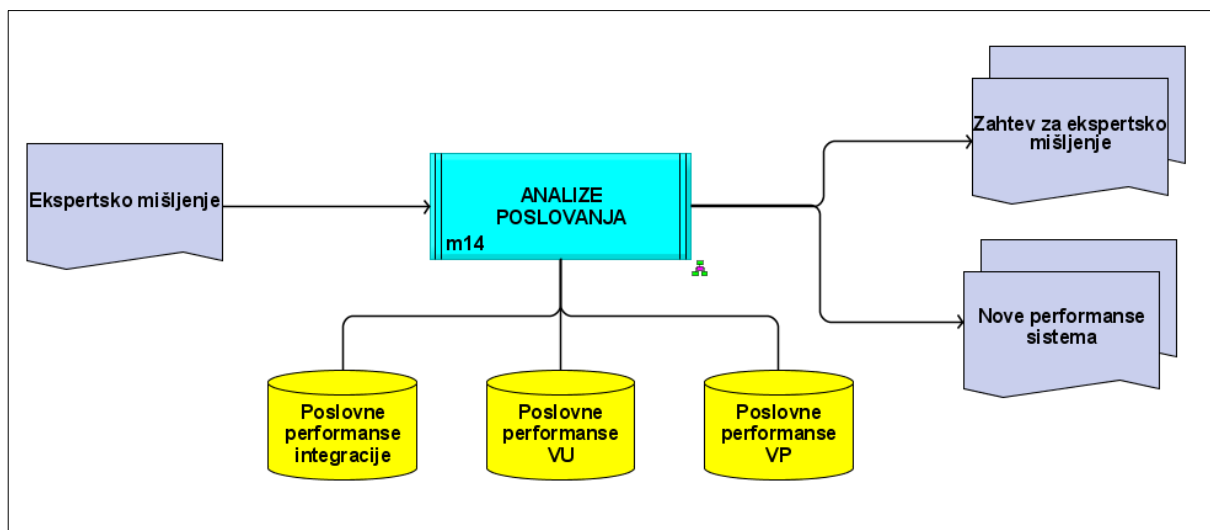 Ekspertsko mišljenje
ANALIZE
POSLOVANJA
m14
Zahtev za ekspertsko
mišljenje
Nove performanse
sistema
Poslovne
performanse
integracije
Poslovne
performanse
VU
Poslovne
performanse
VP